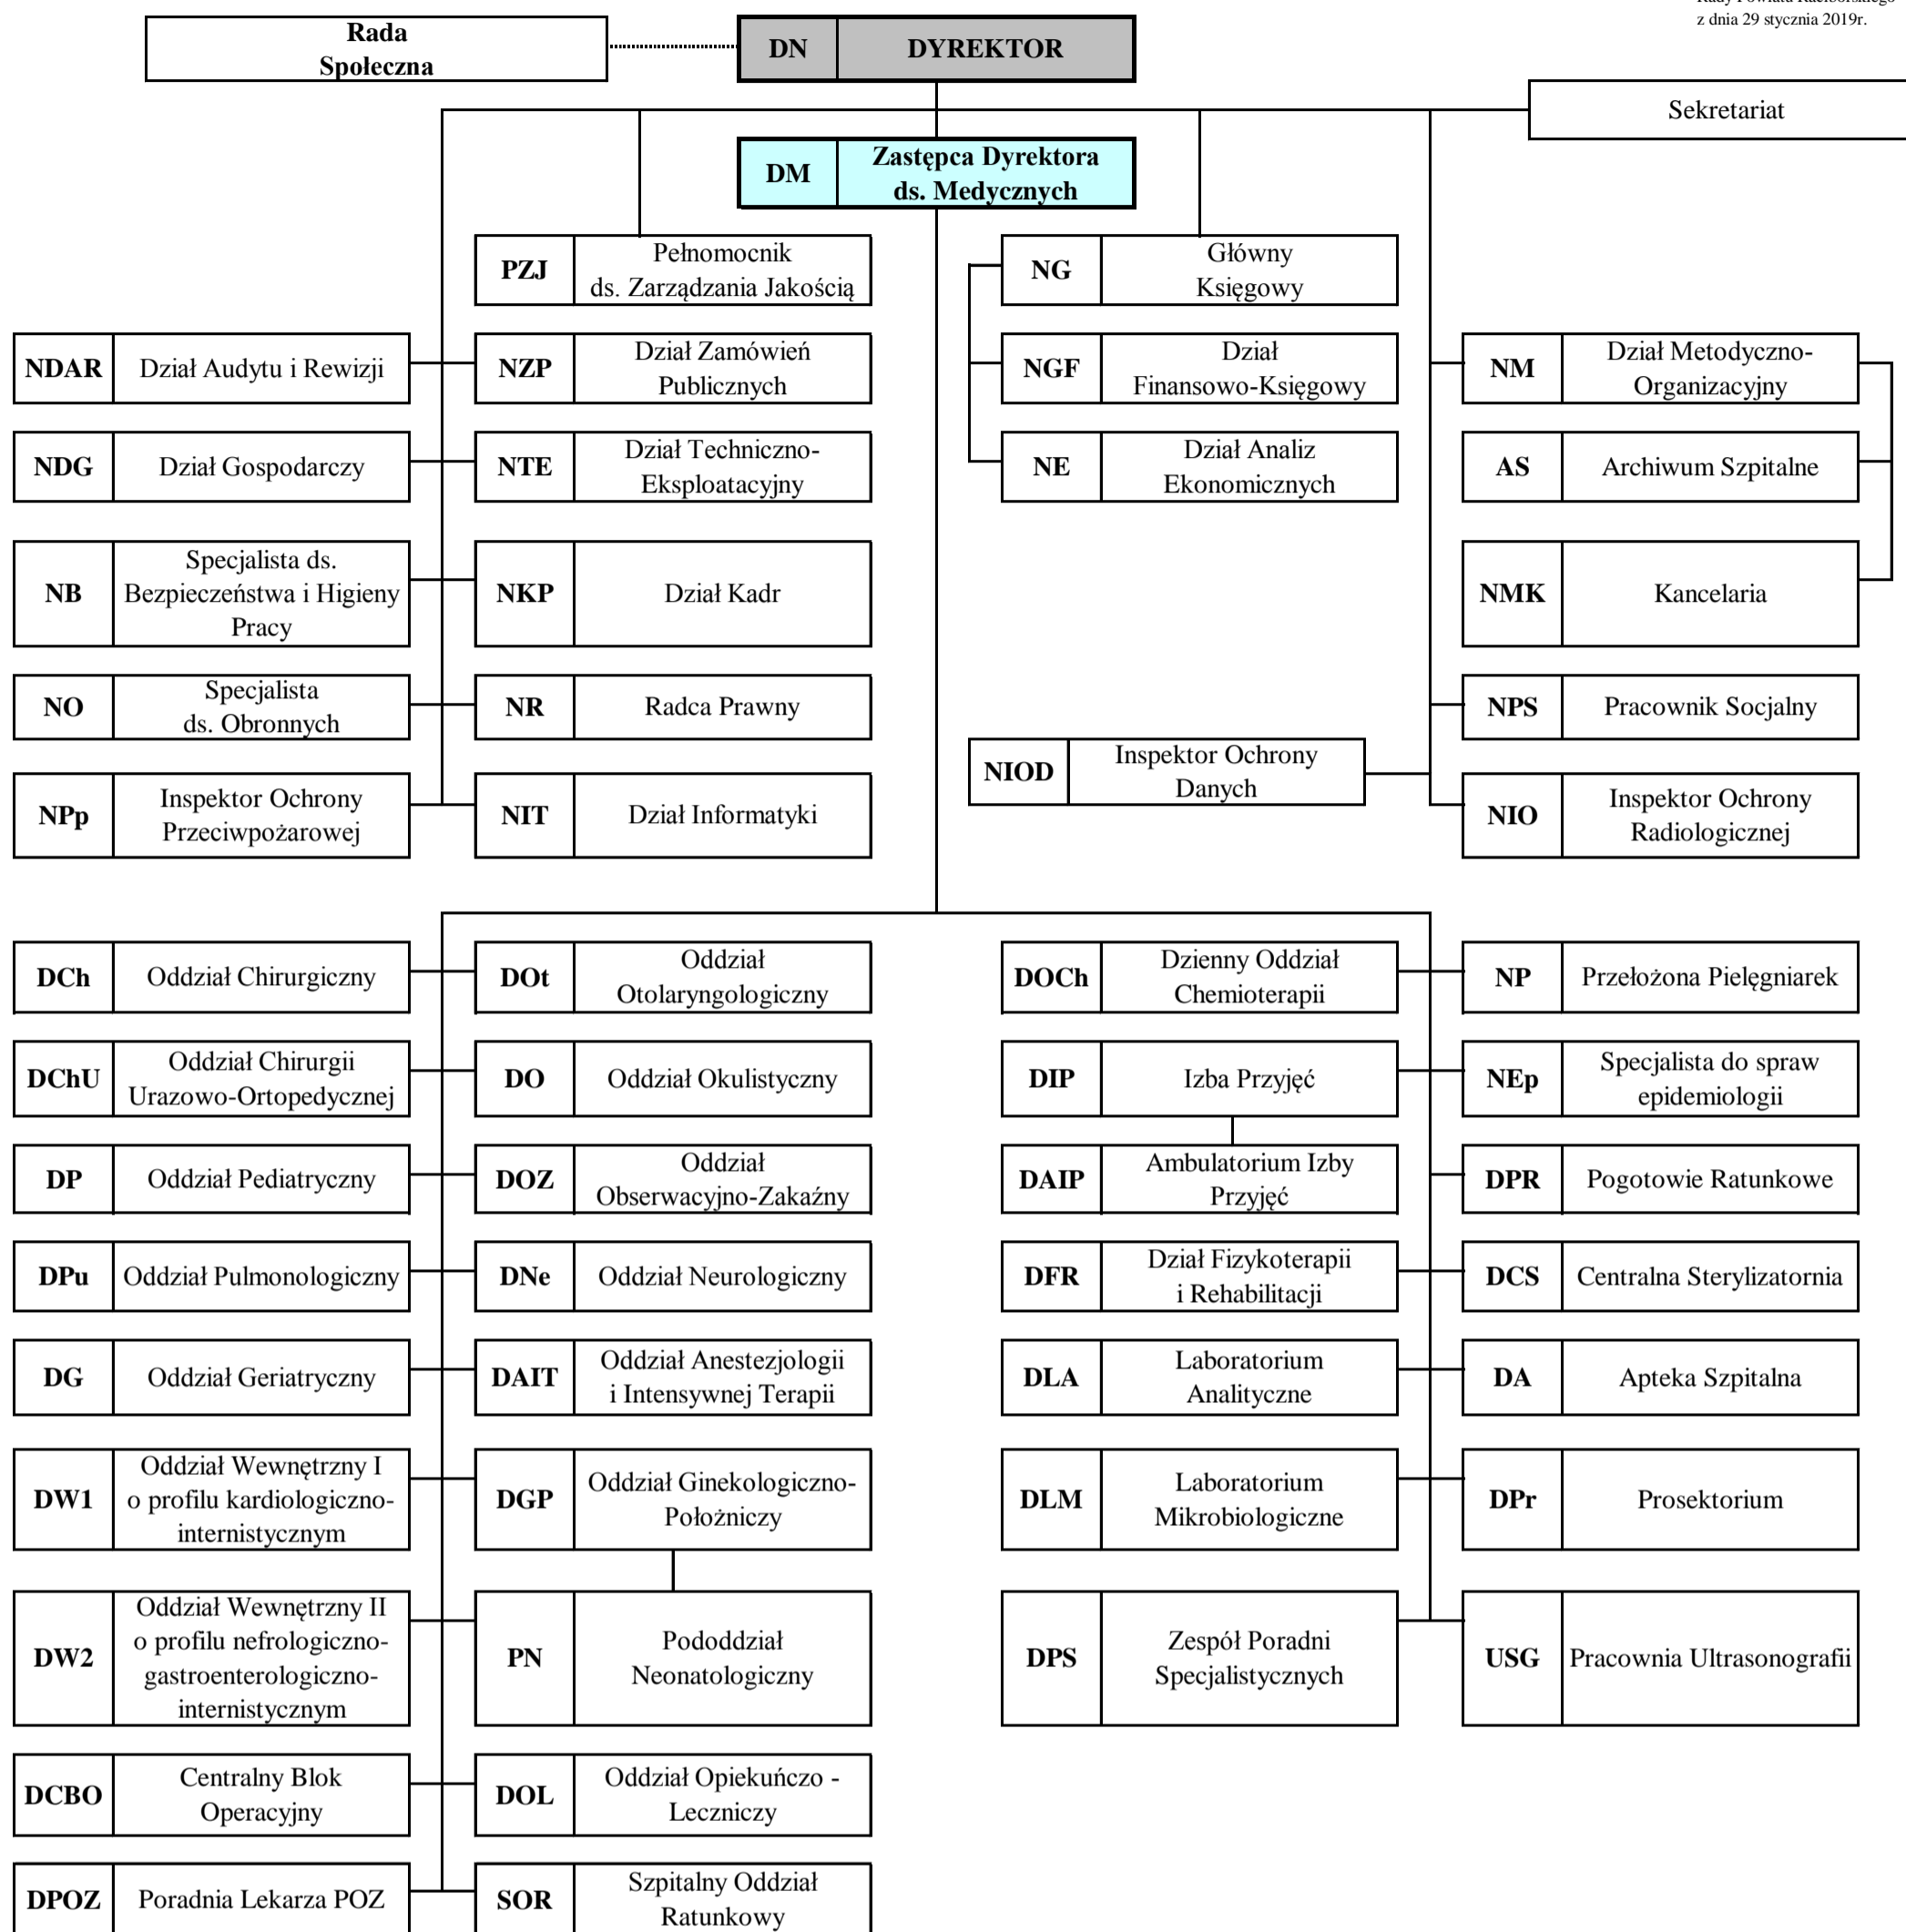 Rady Powiatu Raciborskiego
z dnia 29 stycznia 2019r.
Rada
Społeczna
DN DYREKTOR
Sekretariat
DM
Zastępca Dyrektora
ds. Medycznych
PZJ
Pełnomocnik
ds. Zarządzania Jakością
NG
Główny
Księgowy
NDAR Dział Audytu i Rewizji
NZP
Dział Zamówień
Publicznych
NGF
Dział
Finansowo-Księgowy
NM
Dział Metodyczno-
Organizacyjny
NDG Dział Gospodarczy
NTE
Dział Techniczno-
Eksploatacyjny
NE
Dział Analiz
Ekonomicznych
AS Archiwum Szpitalne
NB
Specjalista ds.
Bezpieczeństwa i Higieny
Pracy
NKP Dział Kadr
NMK Kancelaria
NO
Specjalista
ds. Obronnych
NR Radca Prawny
NPS Pracownik Socjalny
NIOD
Inspektor Ochrony
Danych
NPp
Inspektor Ochrony
Przeciwpożarowej
NIT Dział Informatyki
NIO
Inspektor Ochrony
Radiologicznej
DCh Oddział Chirurgiczny
DOt
Oddział
Otolaryngologiczny
DOCh
Dzienny Oddział
Chemioterapii
NP Przełożona Pielęgniarek
DChU
Oddział Chirurgii
Urazowo-Ortopedycznej
DO Oddział Okulistyczny
DIP Izba Przyjęć
NEp
Specjalista do spraw
epidemiologii
DP Oddział Pediatryczny
DOZ
Oddział
Obserwacyjno-Zakaźny
DAIP
Ambulatorium Izby
Przyjęć
DPR Pogotowie Ratunkowe
DPu Oddział Pulmonologiczny
DNe Oddział Neurologiczny
DFR
Dział Fizykoterapii
i Rehabilitacji
DCS Centralna Sterylizatornia
DG Oddział Geriatryczny
DAIT
Oddział Anestezjologii
i Intensywnej Terapii
DLA
Laboratorium
Analityczne
DA Apteka Szpitalna
DW1
Oddział Wewnętrzny I
o profilu kardiologiczno-
internistycznym
DGP
Oddział Ginekologiczno-
Położniczy
DLM
Laboratorium
Mikrobiologiczne
DPr Prosektorium
DW2
Oddział Wewnętrzny II
o profilu nefrologiczno-
gastroenterologiczno-
internistycznym
PN
Pododdział
Neonatologiczny
DPS
Zespół Poradni
Specjalistycznych
USG Pracownia Ultrasonografii
DCBO
Centralny Blok
Operacyjny
DOL
Oddział Opiekuńczo -
Leczniczy
DPOZ Poradnia Lekarza POZ
SOR
Szpitalny Oddział
Ratunkowy